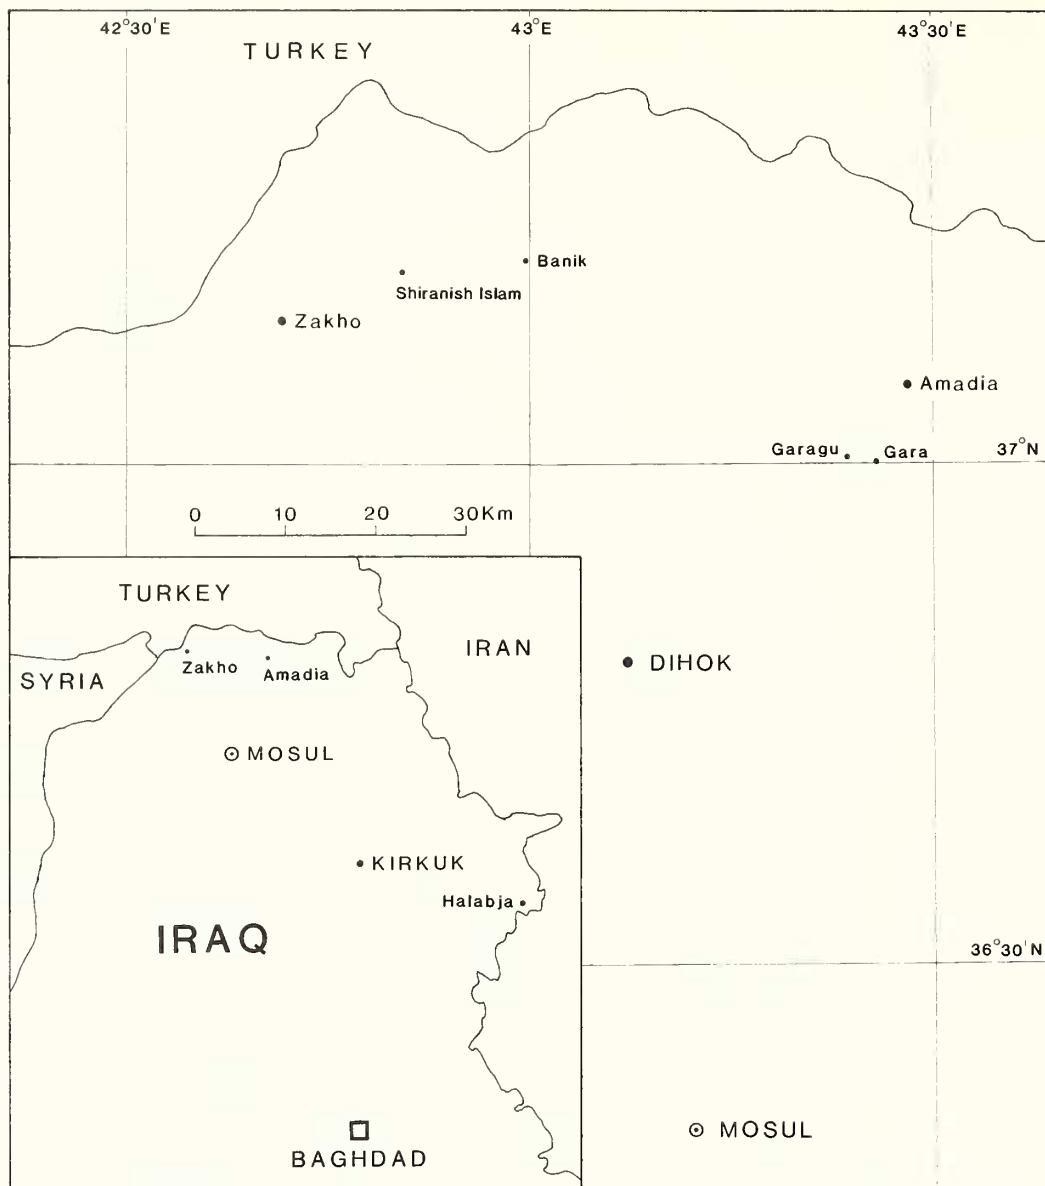 42°30'E
43°E
43°30'E
TURKEY
Banik
Shiranish Islam
Zakho
Amadia
Garagu
Gara
37°N
0 10 20 30Km
TURKEY
IRAN
Zakho
Amadia
SYRIA
DIHOK
MOSUL
KIRKUK
Halabja
IRAQ
36°30'N
MOSUL
BAGHDAD